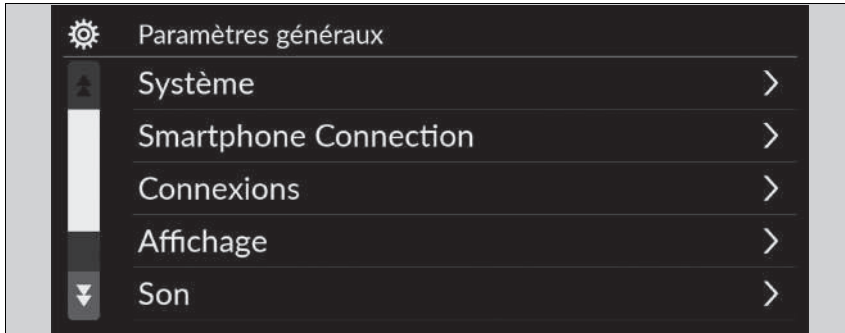 Paramètres généraux
Système
Smartphone Connection
Connexions
Affichage
Son